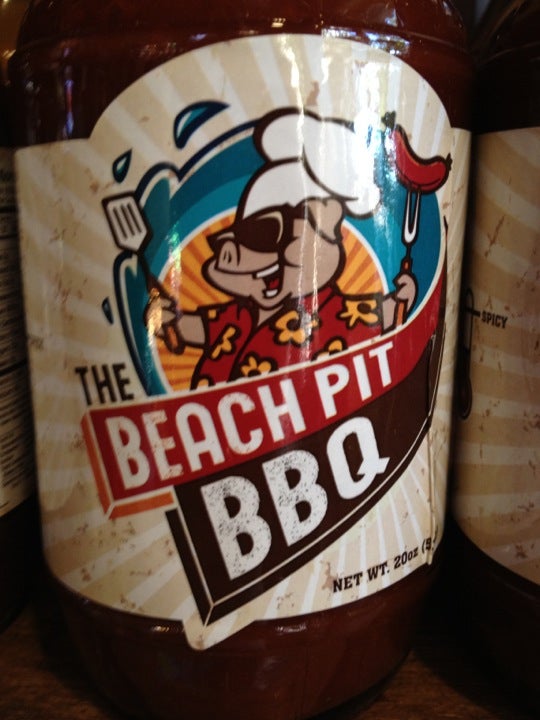 THE
BEACH PIT
BBQ
NET WT. 20oz
SPICY